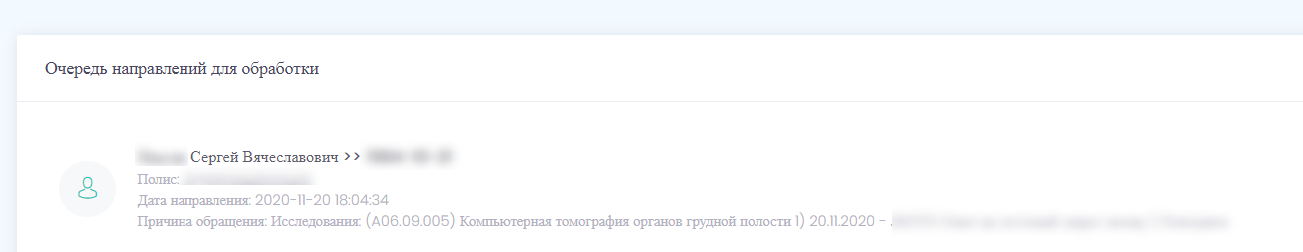 Очередь направлений для обработки
Сергей Вячеславович >>
Полис:
Дата направления: 2020-11-20 18:04:34
Причина обращения: Исследования: (A06.09.005) Компьютерная томография органов грудной полости 1) 20.11.2020 -